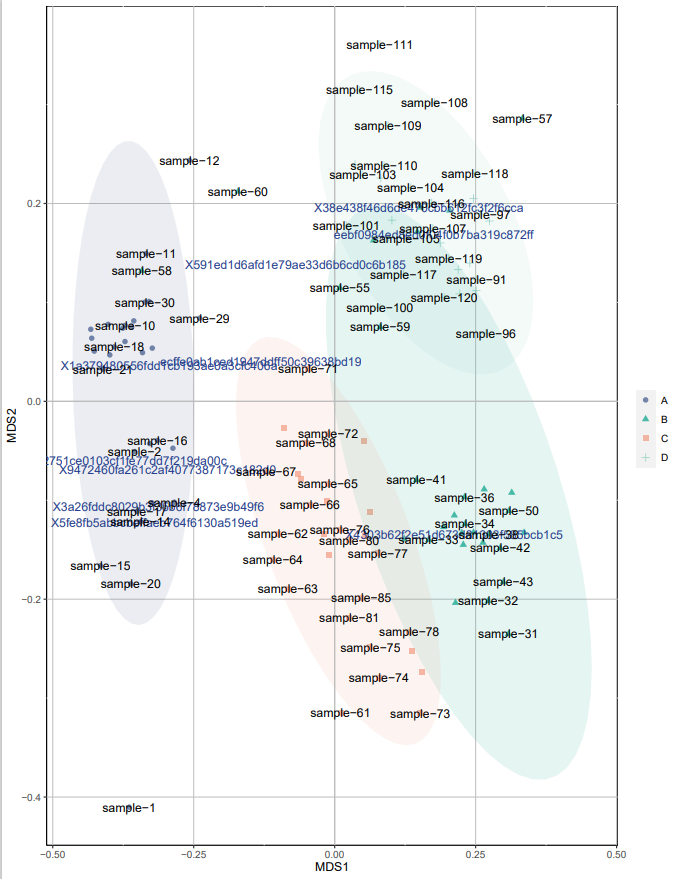 sample−111
sample−115
sample−108
sample−57
sample−109
sample−12
sample−110
sample−103
sample−118
sample−104
sample−60
0.2
sample−116
sample−97
sample−101
sample−107
sample−105
sample−11
sample−119
X591ed1d6afd1e79ae33d6b6cd0c6b185
sample−58
sample−117
sample−91
sample−55
sample−120
sample−30
sample−100
sample−29
sample−10
sample−59
sample−96
sample−18
sample−21
sample−71
0.0
A
B
C
D
MDS2
sample−72
sample−16
sample−68
sample−2
sample−67
sample−41
sample−65
sample−36
sample−4
sample−66
sample−17
sample−50
sample−14
sample−34
sample−76
sample−62
sample−80
sample−33
sample−38
sample−42
sample−77
sample−64
sample−15
sample−20
sample−43
sample−63
−0.2
sample−85
sample−32
sample−81
sample−78
sample−31
sample−75
sample−74
sample−61
sample−73
−0.4
sample−1
−0.50
−0.25
0.00
0.25
0.50
MDS1